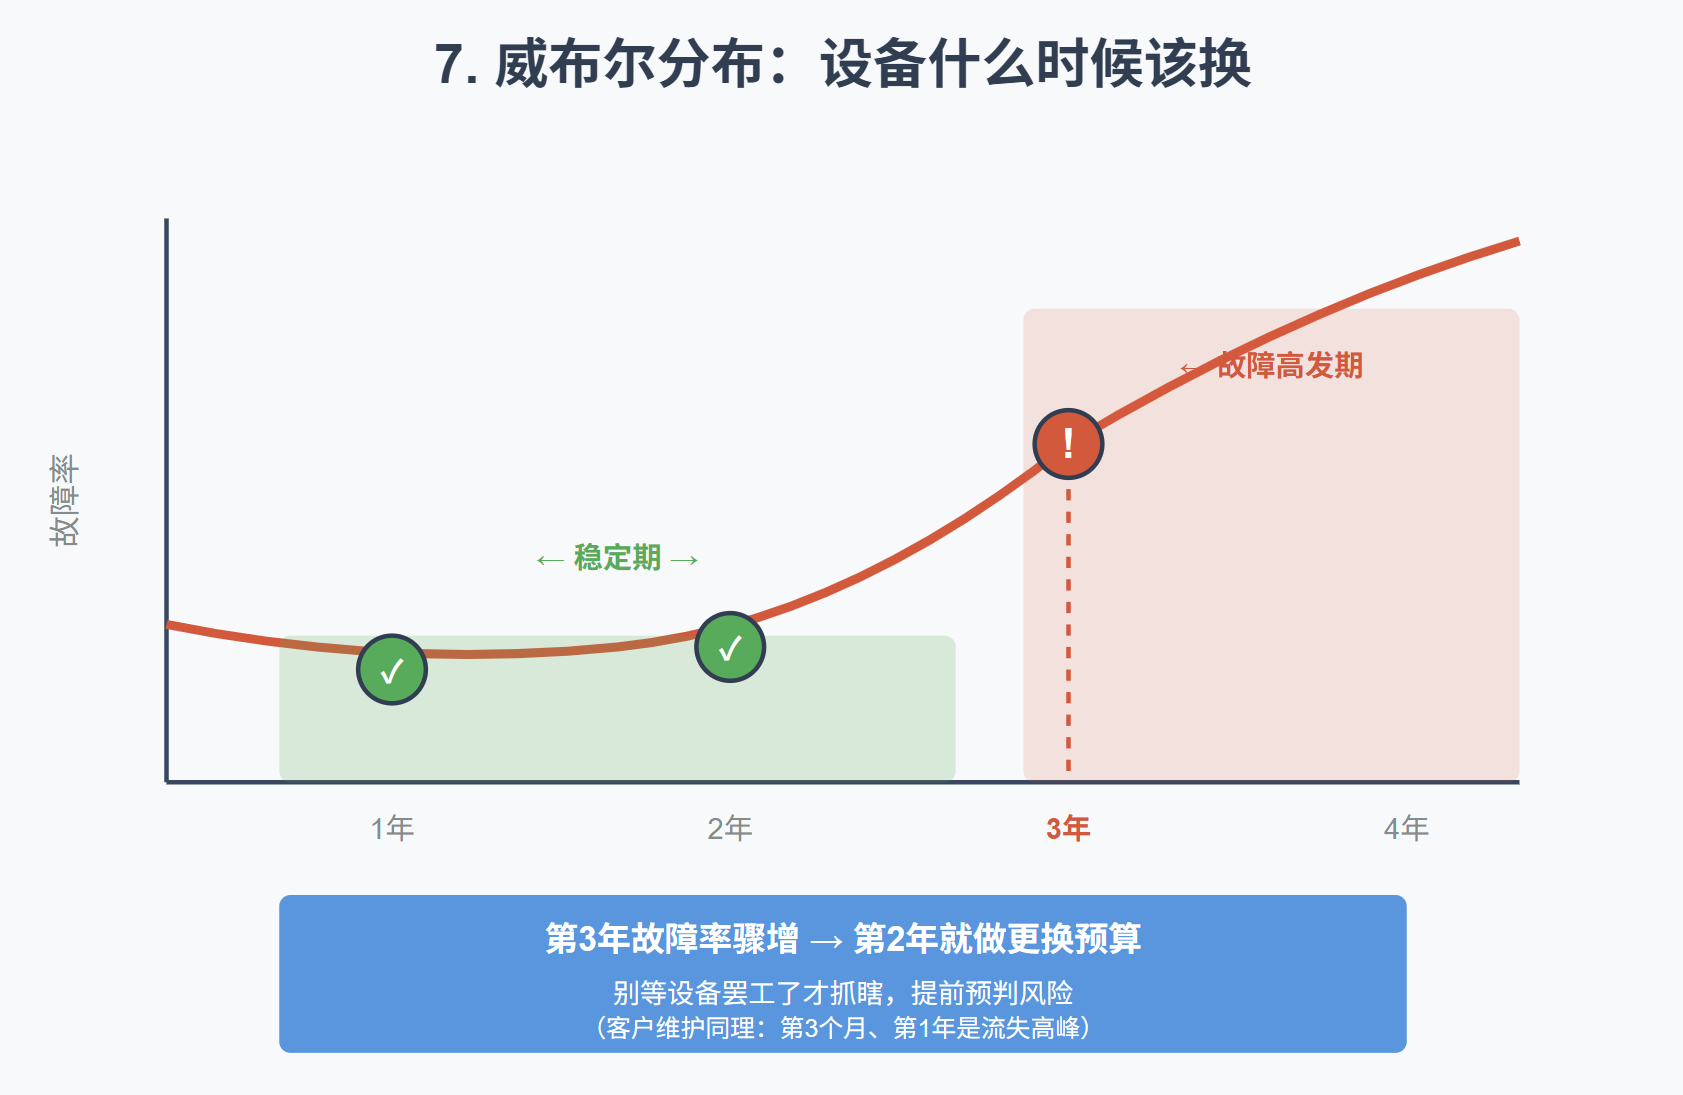 7. 威布尔分布：设备什么时候该换
故障率
← 故障高发期
!
← 稳定期 →
✓
✓
1年
2年
3年
4年
第3年故障率骤增 → 第2年就做更换预算
别等设备罢工了才抓瞎，提前预判风险
（客户维护同理：第3个月、第1年是流失高峰）